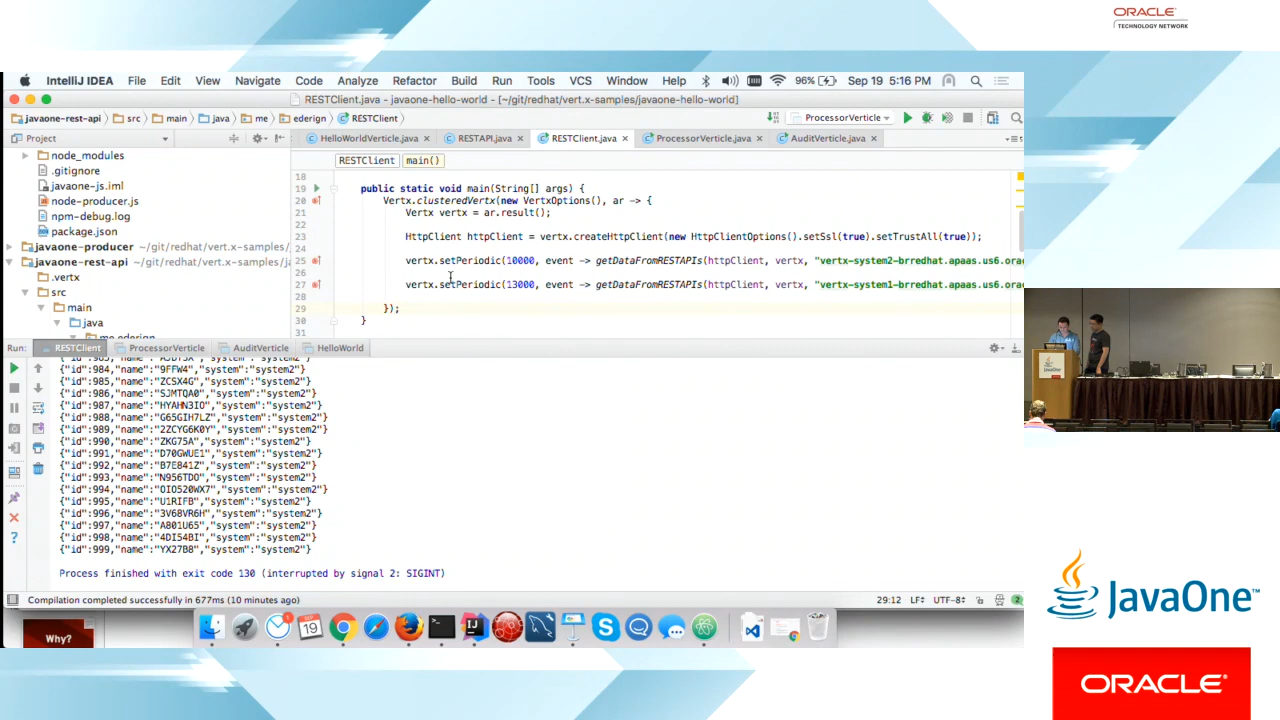 ORACLE
TECHNOLOGY NETWORK
IntelliJ IDEA File Edit View Navigate Code Analyze Refactor Build Run Tools VCS Window Help 96% Sep 19 5:16 PM
RESTClient.java - javaone-hello-world - [~/git/redhat/vert.x-samples/javaone-hello-world]
javaone-rest-api src main java me ederign RESTClient ProcessorVerticle
Project HelloWorldVerticle.java RESTAPI.java RESTClient.java ProcessorVerticle.java AuditVerticle.java
node_modules
.gitignore
javaone-js.iml
node-processor.js
npm-debug.log
package.json
javaone-producer ~/git/redhat/vert.x-samples/
javaone-rest-api ~/git/redhat/vert.x-samples/j
.vertx
src
main
java
me.ederign
RESTClient main()
18
19 public static void main(String[] args) {
20 Vertx.clusteredVertx(new VertxOptions(), ar -> {
21 Vertx vertx = ar.result();
22
23 HttpClient httpClient = vertx.createHttpClient(new HttpClientOptions().setSsl(true).setTrustAll(true));
25 vertx.setPeriodic(10000, event -> getDataFromRESTAPIs(httpClient, vertx, "vertx-system2-brredhat.apaas.us6.ora
26
27 vertx.setPeriodic(13000, event -> getDataFromRESTAPIs(httpClient, vertx, "vertx-system1-brredhat.apaas.us6.ora
28
29 });
30 }
31
Run: RESTClient ProcessorVerticle AuditVerticle HelloWorld
{"id":984,"name":"9FFW4","system":"system2"}
{"id":985,"name":"ZCSX4G","system":"system2"}
{"id":986,"name":"SJMTQA0","system":"system2"}
{"id":987,"name":"HYAHN3IO","system":"system2"}
{"id":988,"name":"G65GIH7LZ","system":"system2"}
{"id":989,"name":"2ZCYG6K0Y","system":"system2"}
{"id":990,"name":"ZKG75A","system":"system2"}
{"id":991,"name":"D70GWUE1","system":"system2"}
{"id":992,"name":"B7E841Z","system":"system2"}
{"id":993,"name":"N956TDO","system":"system2"}
{"id":994,"name":"OIO520WX7","system":"system2"}
{"id":995,"name":"U1RIFB","system":"system2"}
{"id":996,"name":"3V68VR6H","system":"system2"}
{"id":997,"name":"A801U65","system":"system2"}
{"id":998,"name":"4DI54BI","system":"system2"}
{"id":999,"name":"YX27B8","system":"system2"}
Process finished with exit code 130 (interrupted by signal 2: SIGINT)
Compilation completed successfully in 677ms (10 minutes ago) 29:12 LF UTF-8 2
SEP
19
Why?
JavaOne
JavaOne™
ORACLE